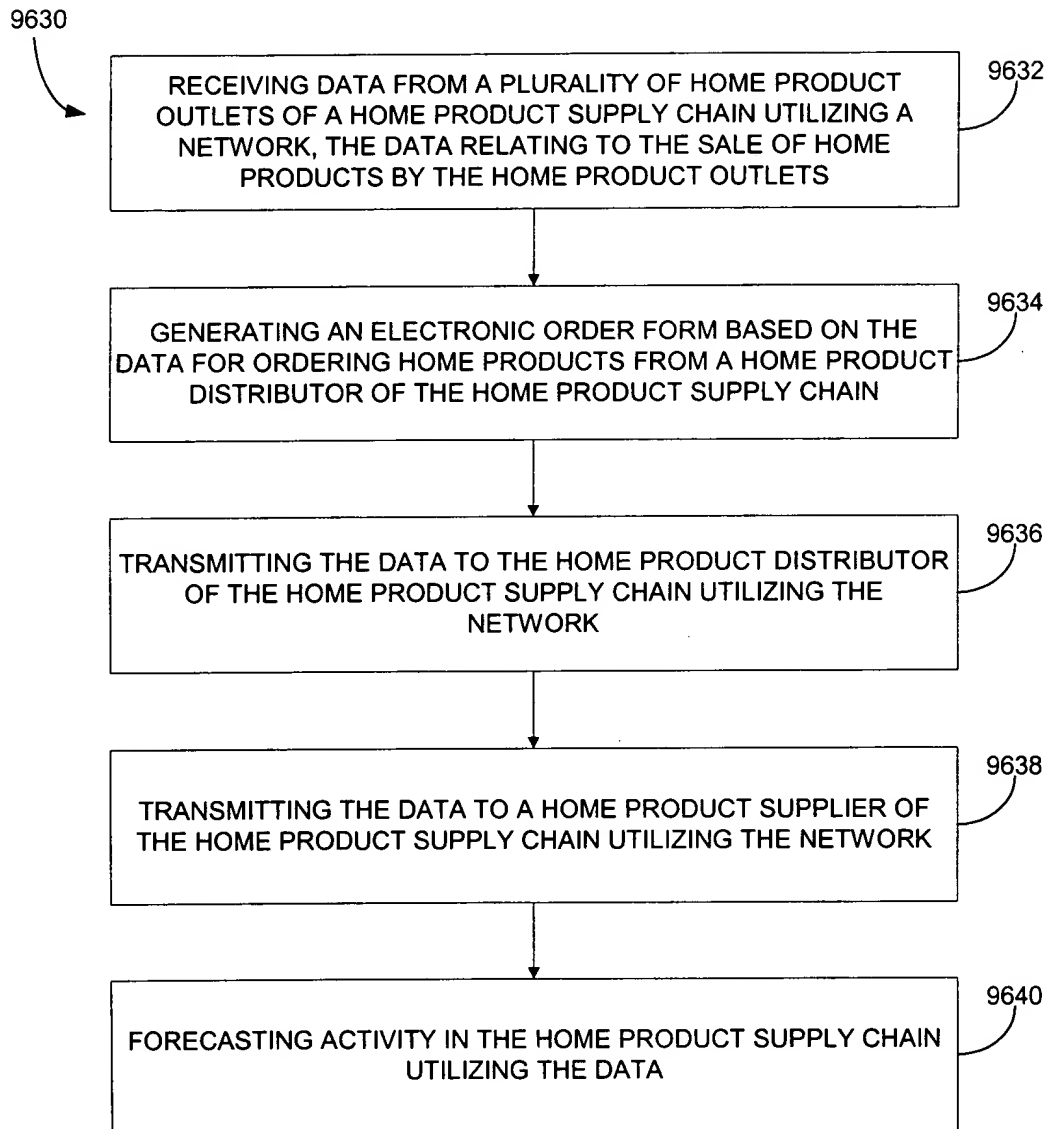 9630
RECEIVING DATA FROM A PLURALITY OF HOME PRODUCT
OUTLETS OF A HOME PRODUCT SUPPLY CHAIN UTILIZING A
NETWORK, THE DATA RELATING TO THE SALE OF HOME
PRODUCTS BY THE HOME PRODUCT OUTLETS
9632
GENERATING AN ELECTRONIC ORDER FORM BASED ON THE
DATA FOR ORDERING HOME PRODUCTS FROM A HOME PRODUCT
DISTRIBUTOR OF THE HOME PRODUCT SUPPLY CHAIN
9634
TRANSMITTING THE DATA TO THE HOME PRODUCT DISTRIBUTOR
OF THE HOME PRODUCT SUPPLY CHAIN UTILIZING THE
NETWORK
9636
TRANSMITTING THE DATA TO A HOME PRODUCT SUPPLIER OF
THE HOME PRODUCT SUPPLY CHAIN UTILIZING THE NETWORK
9638
FORECASTING ACTIVITY IN THE HOME PRODUCT SUPPLY CHAIN
UTILIZING THE DATA
9640